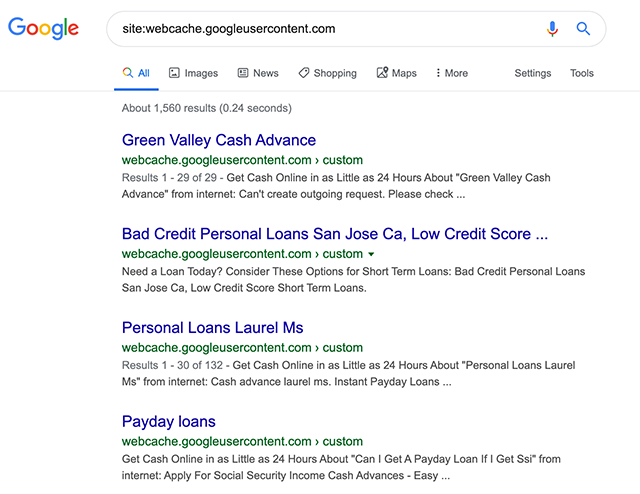 Google
site:webcache.googleusercontent.com
All Images News Shopping Maps More Settings Tools
About 1,560 results (0.24 seconds)
Green Valley Cash Advance
webcache.googleusercontent.com › custom
Results 1 - 29 of 29 - Get Cash Online in as Little as 24 Hours About "Green Valley Cash
Advance" from internet: Can't create outgoing request. Please check ...
Bad Credit Personal Loans San Jose Ca, Low Credit Score ...
webcache.googleusercontent.com › custom
Need a Loan Today? Consider These Options for Short Term Loans: Bad Credit Personal Loans
San Jose Ca, Low Credit Score Short Term Loans.
Personal Loans Laurel Ms
webcache.googleusercontent.com › custom
Results 1 - 30 of 132 - Get Cash Online in as Little as 24 Hours About "Personal Loans Laurel
Ms" from internet: Cash advance laurel ms. Instant Payday Loans ...
Payday loans
webcache.googleusercontent.com › custom
Get Cash Online in as Little as 24 Hours About "Can I Get A Payday Loan If I Get Ssi" from
internet: Apply For Social Security Income Cash Advances - Easy ...